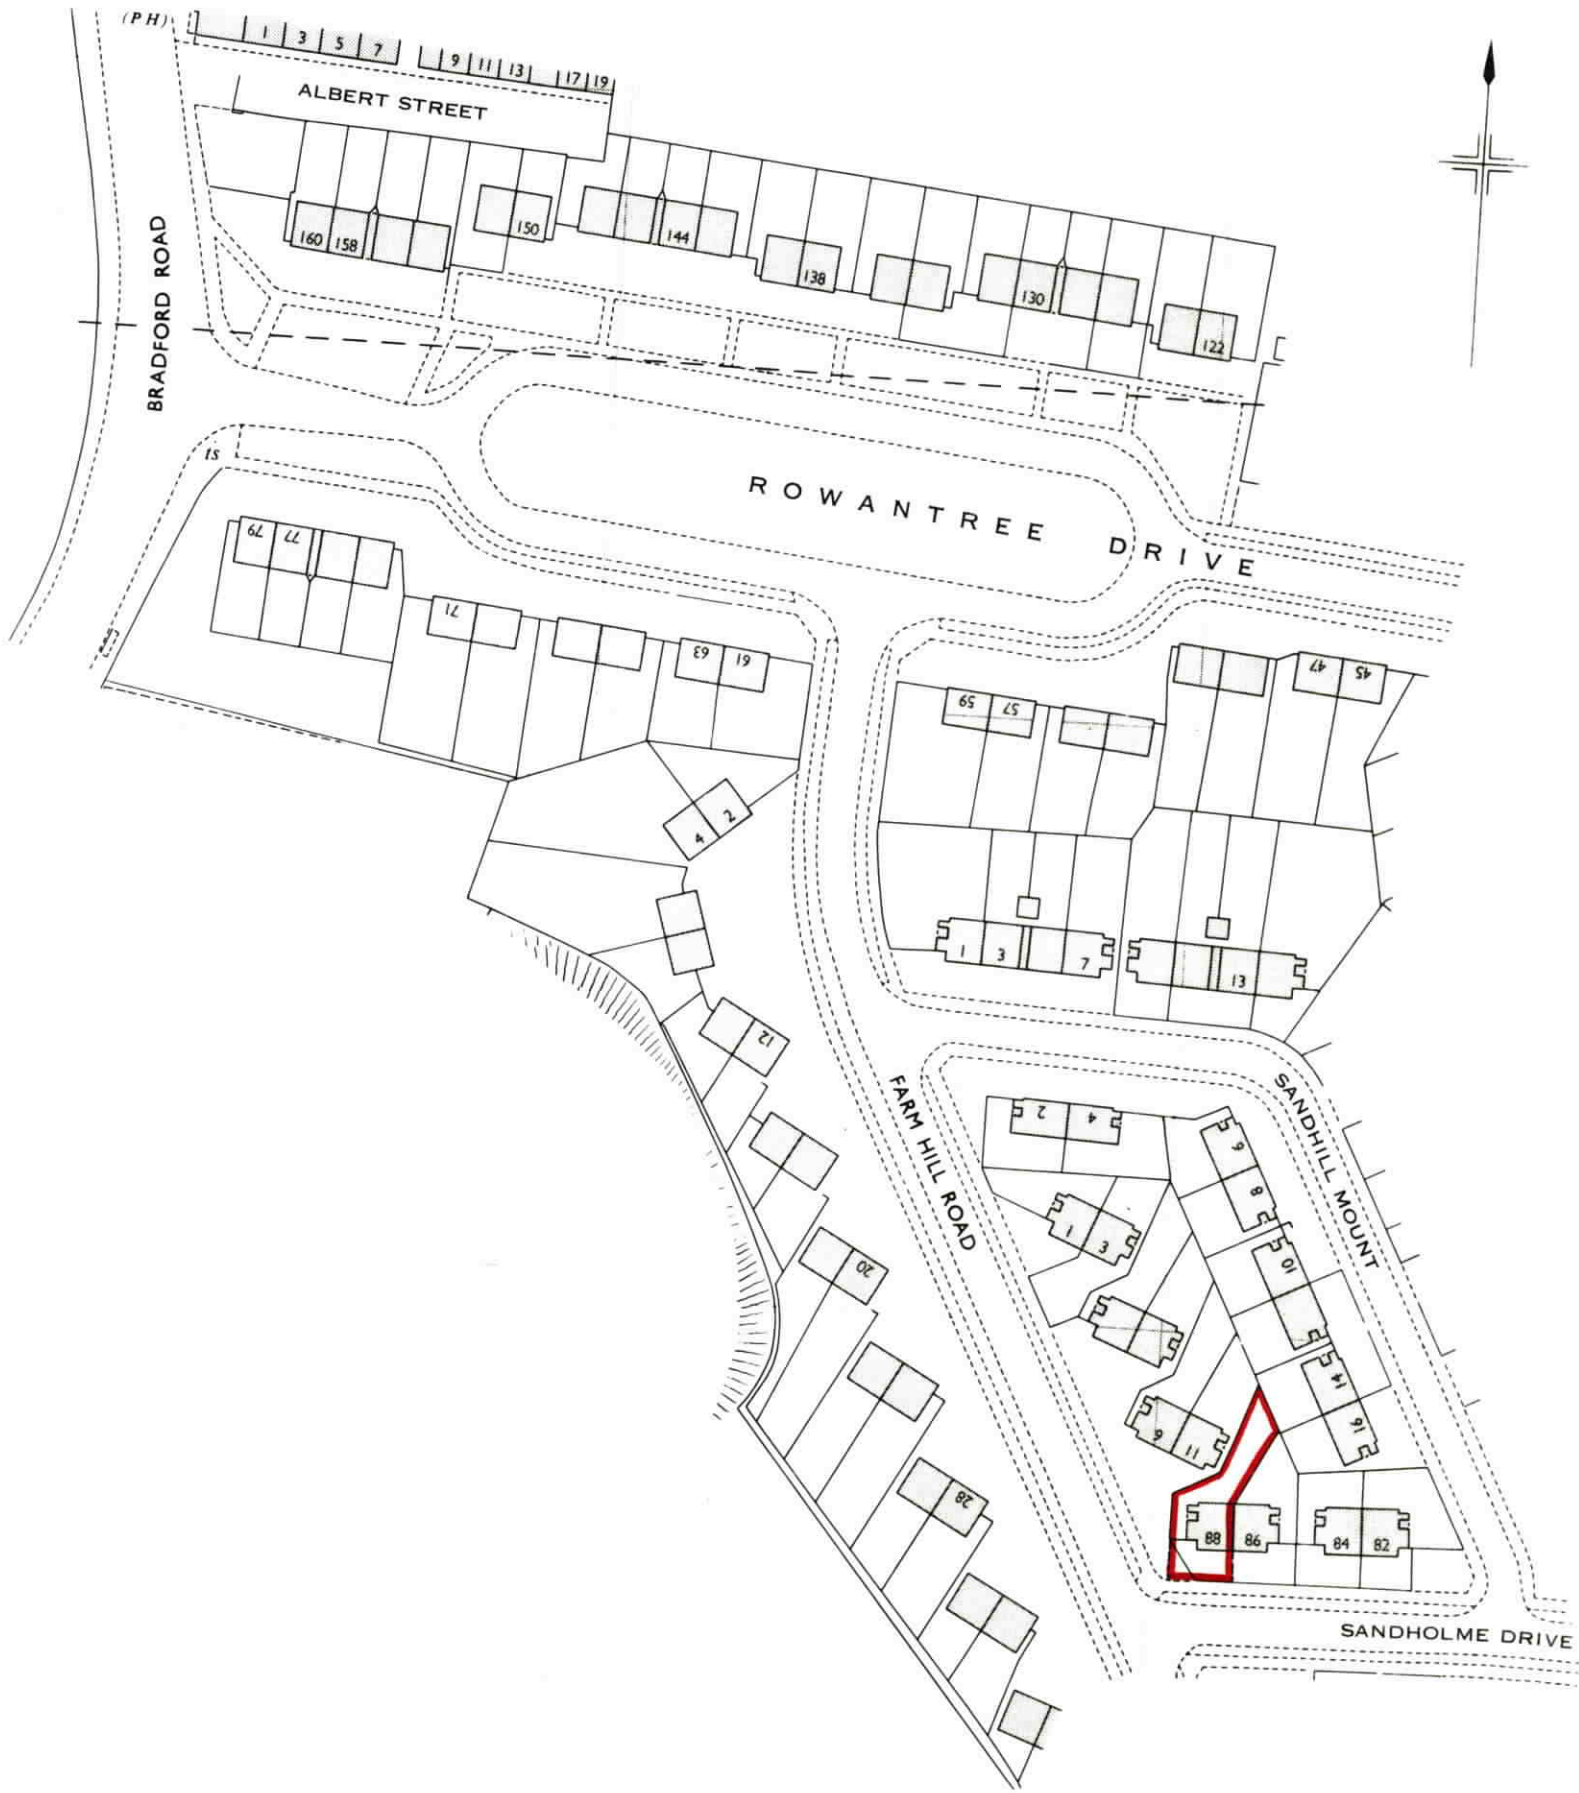 (PH)
1 3 5 7
9 11 13 17 19
ALBERT STREET
BRADFORD ROAD
160 158
150
144
138
130
122
ts
ROWANTREE DRIVE
79 77
71
63 61
59 57
47 45
4 2
1 3 7
13
12
FARM HILL ROAD
SANDHILL MOUNT
2 4
6
8
1 3
10
20
14
16
9 11
28
88 86
84 82
SANDHOLME DRIVE